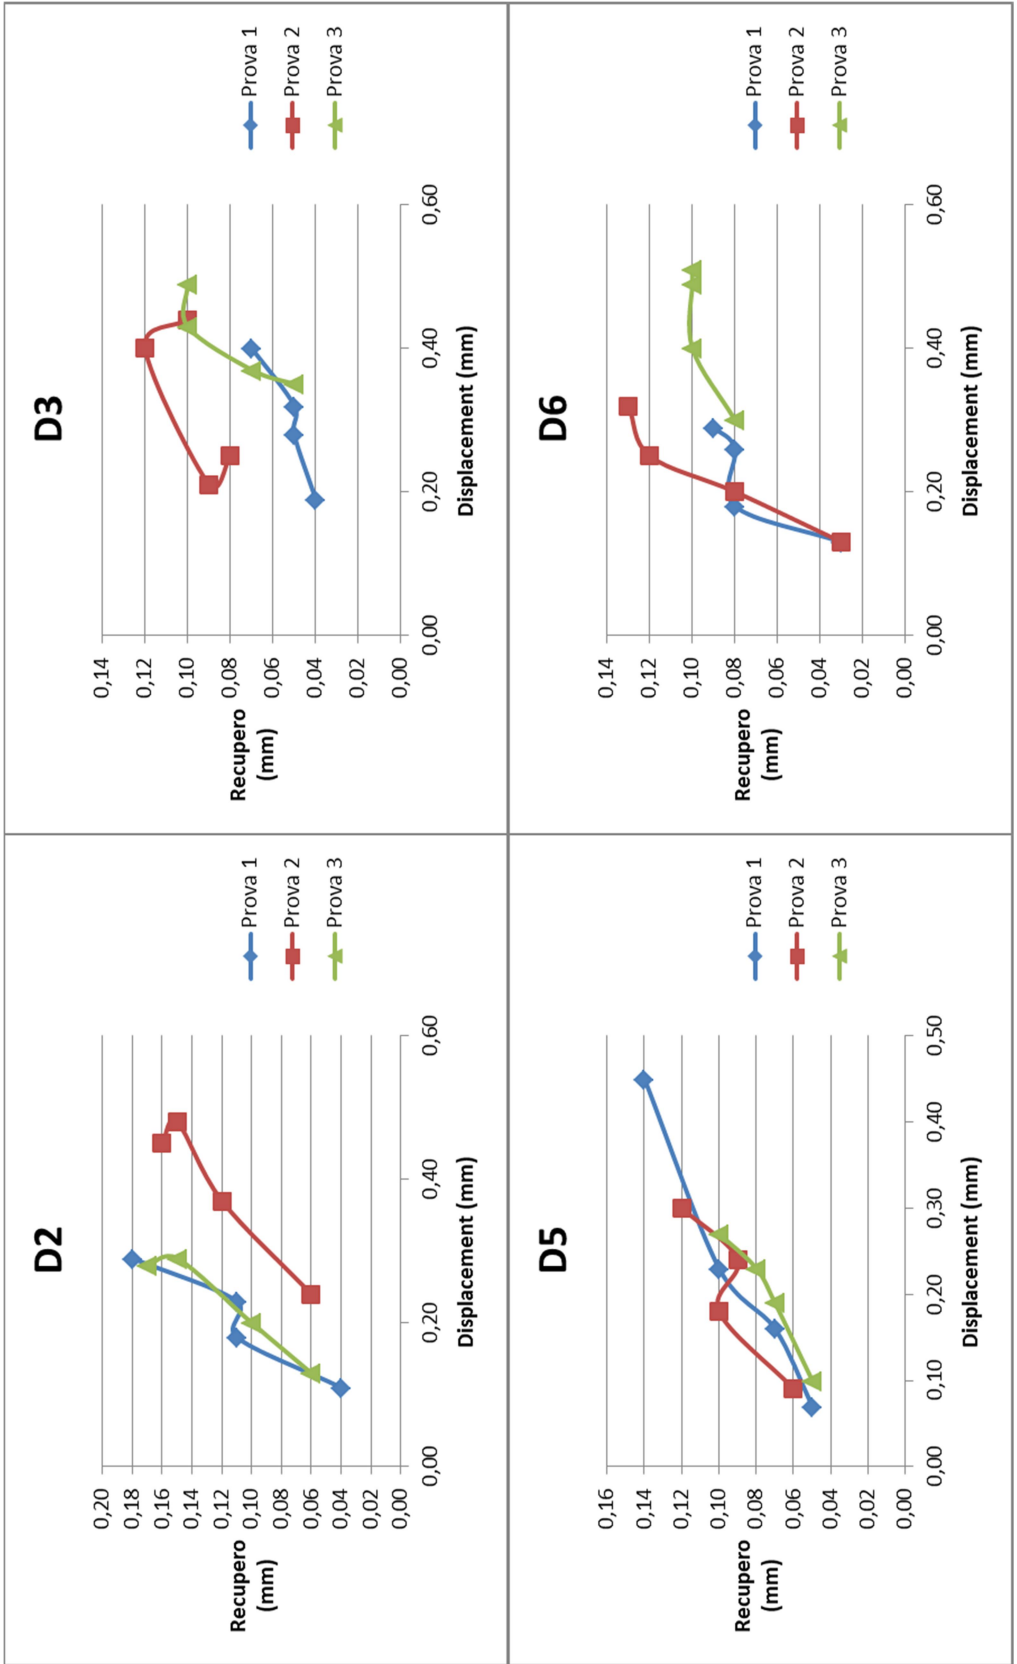 D2
0,20
0,18
0,16
0,14
0,12
0,10
0,08
0,06
0,04
0,02
0,00
Recupero
(mm)
0,00 0,20 0,40 0,60
Displacement (mm)
Prova 1
Prova 2
Prova 3
D3
0,14
0,12
0,10
0,08
0,06
0,04
0,02
0,00
Recupero
(mm)
0,00 0,20 0,40 0,60
Displacement (mm)
Prova 1
Prova 2
Prova 3
D5
0,16
0,14
0,12
0,10
0,08
0,06
0,04
0,02
0,00
Recupero
(mm)
0,00 0,10 0,20 0,30 0,40 0,50
Displacement (mm)
Prova 1
Prova 2
Prova 3
D6
0,14
0,12
0,10
0,08
0,06
0,04
0,02
0,00
Recupero
(mm)
0,00 0,20 0,40 0,60
Displacement (mm)
Prova 1
Prova 2
Prova 3